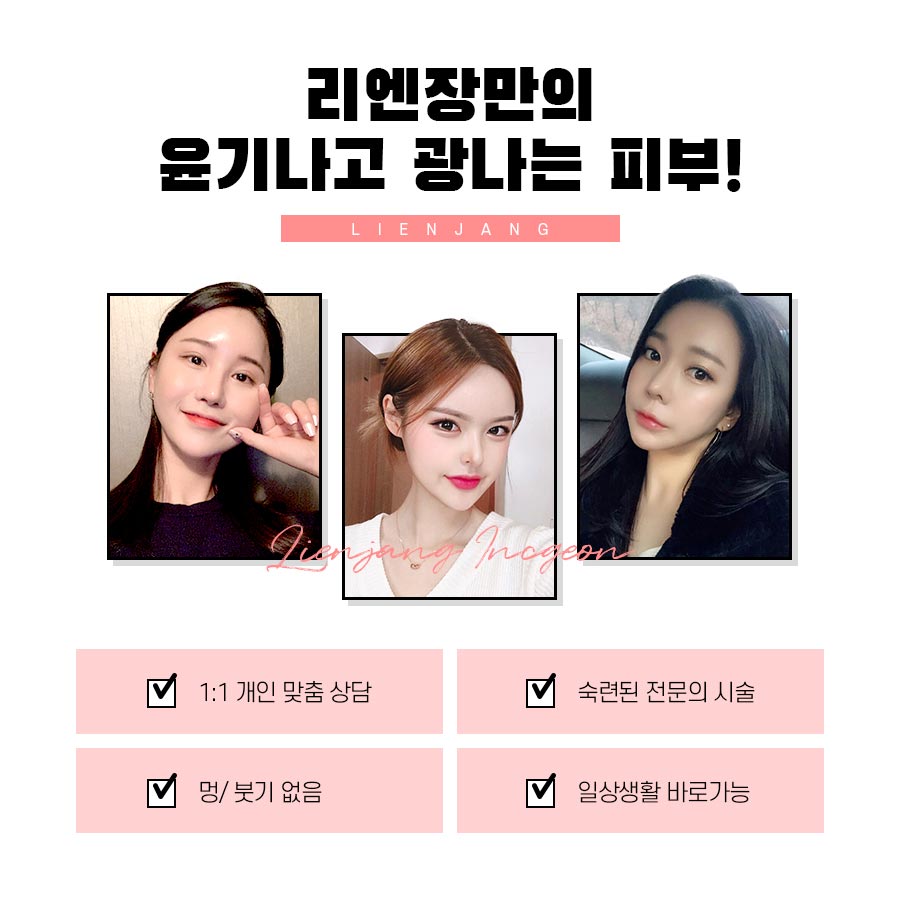 리엔장만의
윤기나고 광나는 피부!
LIENJANG
Lienjang Incgeon
1:1 개인 맞춤 상담
숙련된 전문의 시술
멍/ 붓기 없음
일상생활 바로가능